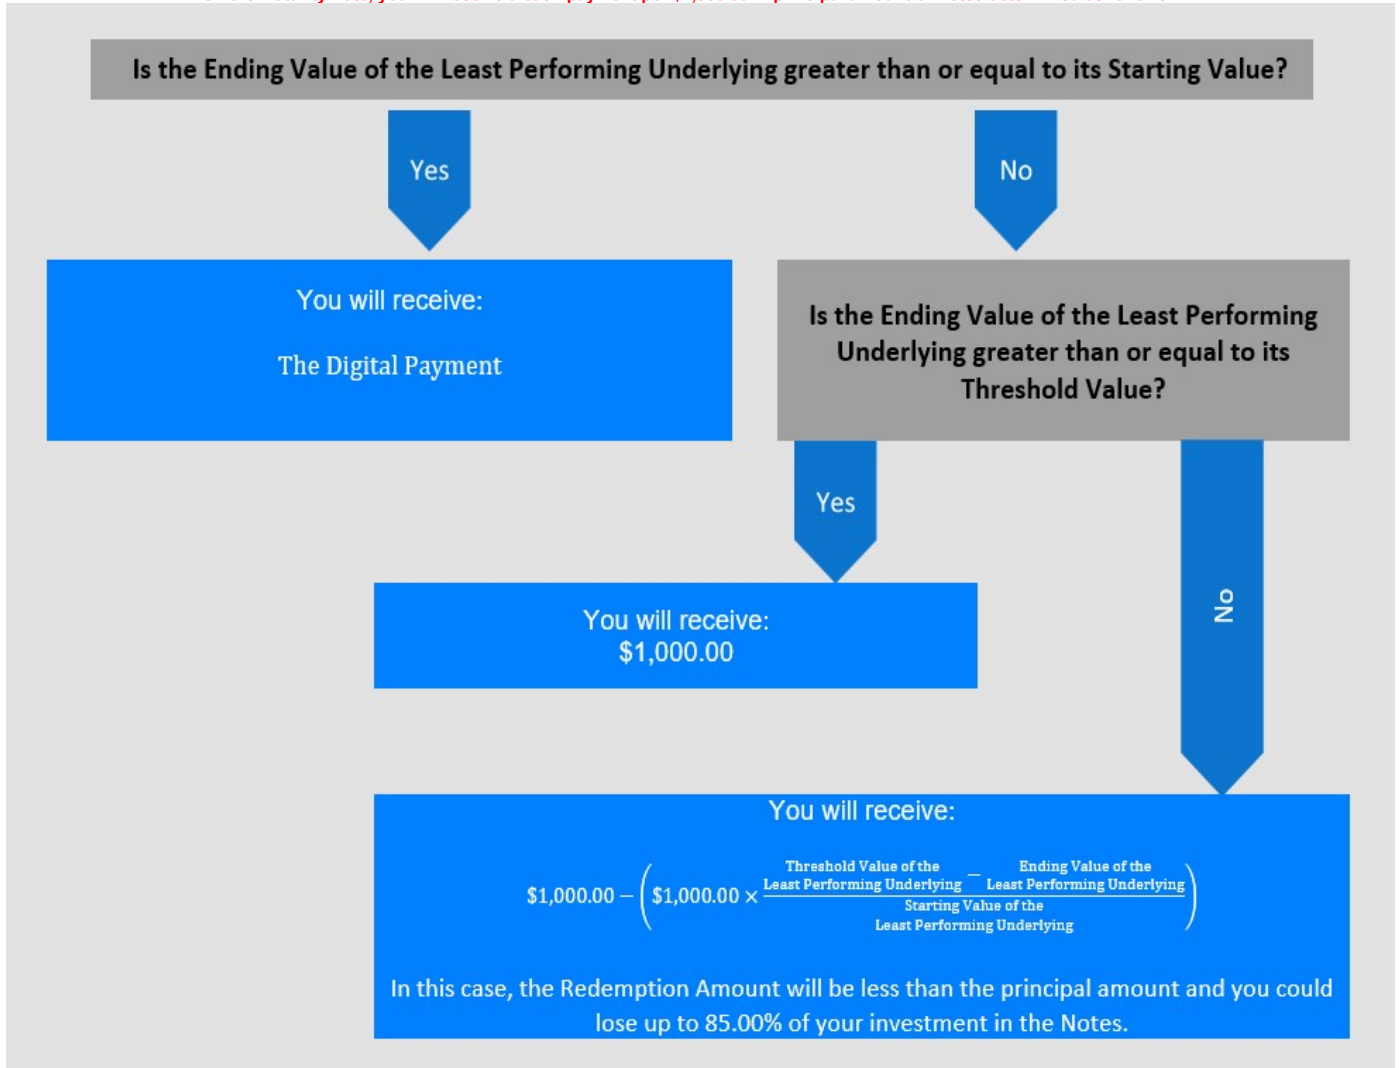 Is the Ending Value of the Least Performing Underlying greater than or equal to its Starting Value?
Yes
No
You will receive:
The Digital Payment
Is the Ending Value of the Least Performing
Underlying greater than or equal to its
Threshold Value?
Yes
No
You will receive:
$1,000.00
You will receive:
$1,000.00 − ($1,000.00 ×
Threshold Value of the
Least Performing Underlying
−
Ending Value of the
Least Performing Underlying
Starting Value of the
Least Performing Underlying
)
In this case, the Redemption Amount will be less than the principal amount and you could
lose up to 85.00% of your investment in the Notes.